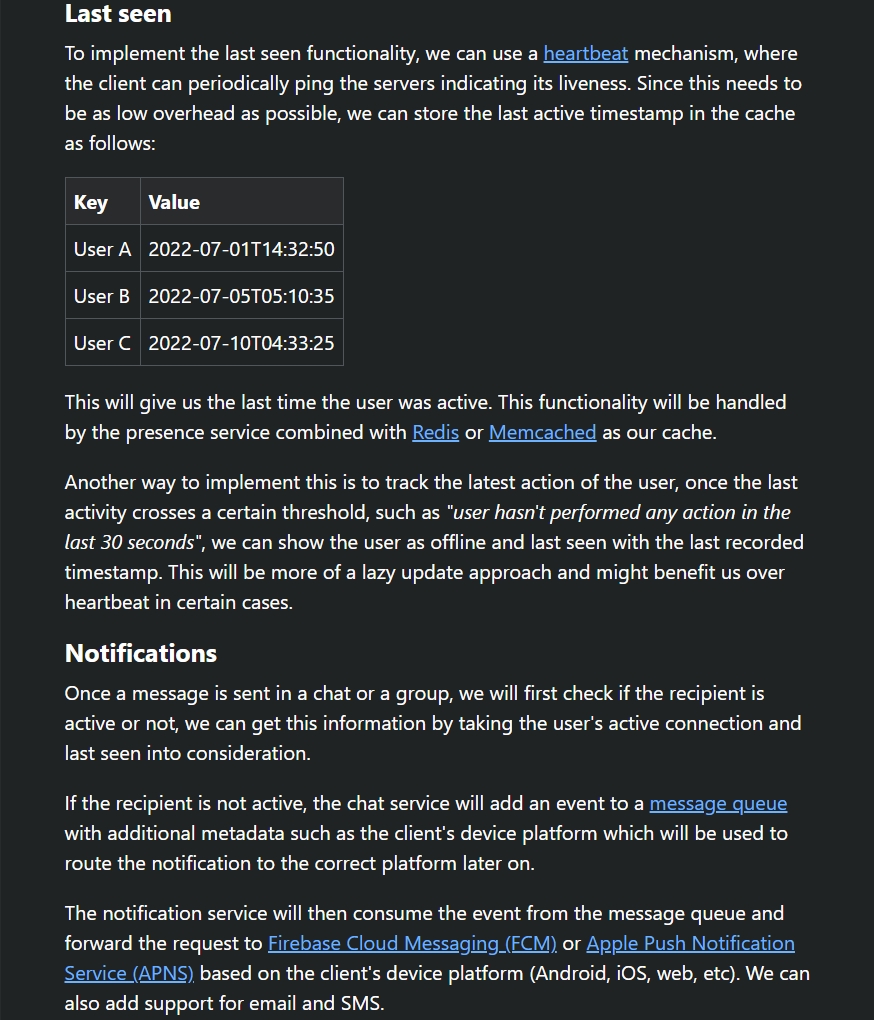 Last seen
To implement the last seen functionality, we can use a heartbeat mechanism, where
the client can periodically ping the servers indicating its liveness. Since this needs to
be as low overhead as possible, we can store the last active timestamp in the cache
as follows:
Key Value
User A 2022-07-01T14:32:50
User B 2022-07-05T05:10:35
User C 2022-07-10T04:33:25
This will give us the last time the user was active. This functionality will be handled
by the presence service combined with Redis or Memcached as our cache.
Another way to implement this is to track the latest action of the user, once the last
activity crosses a certain threshold, such as "user hasn't performed any action in the
last 30 seconds", we can show the user as offline and last seen with the last recorded
timestamp. This will be more of a lazy update approach and might benefit us over
heartbeat in certain cases.
Notifications
Once a message is sent in a chat or a group, we will first check if the recipient is
active or not, we can get this information by taking the user's active connection and
last seen into consideration.
If the recipient is not active, the chat service will add an event to a message queue
with additional metadata such as the client's device platform which will be used to
route the notification to the correct platform later on.
The notification service will then consume the event from the message queue and
forward the request to Firebase Cloud Messaging (FCM) or Apple Push Notification
Service (APNS) based on the client's device platform (Android, iOS, web, etc). We can
also add support for email and SMS.